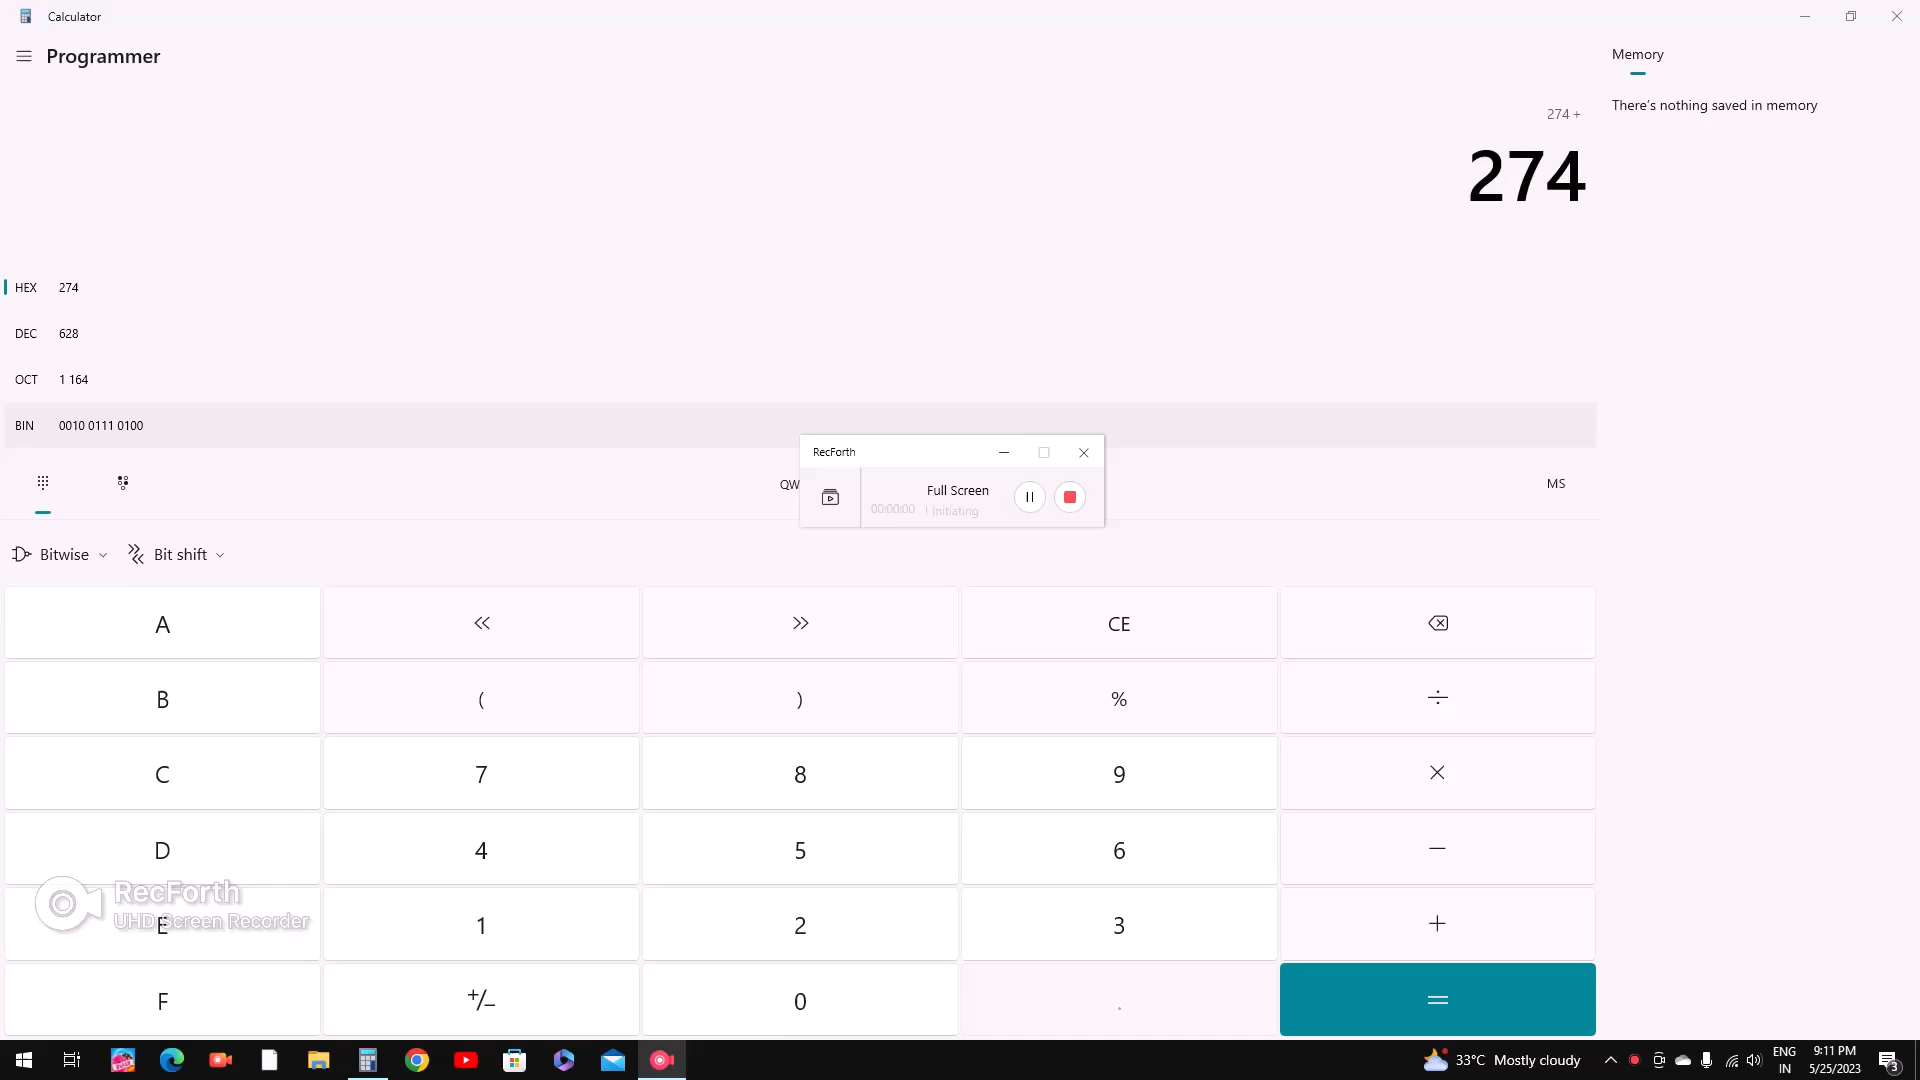 Calculator
Programmer
Memory
There's nothing saved in memory
274 +
274
HEX 274
DEC 628
OCT 1 164
BIN 0010 0111 0100
RecForth
Full Screen
00:00:00 Initiating
QW
MS
Bitwise Bit shift
A CE
B ( ) % ÷
C 7 8 9 ×
D 4 5 6 −
RecForth
UHD Screen Recorder
E 1 2 3 +
F +/− 0 . =
33°C Mostly cloudy
ENG
IN
9:11 PM
5/25/2023
3